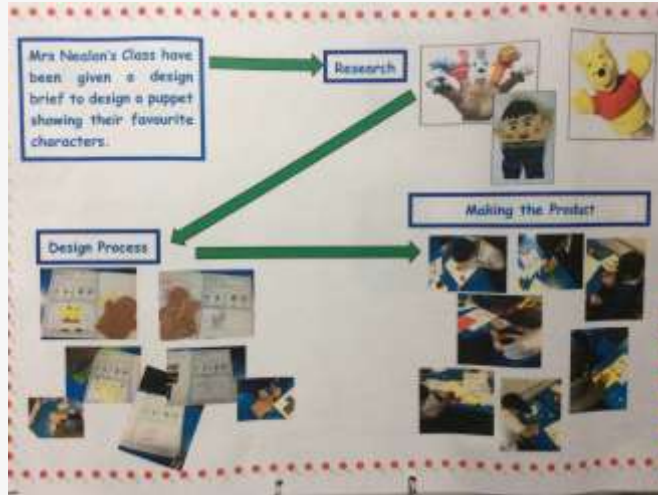 Mrs Nealon's Class have
been given a design
brief to design a puppet
showing their favourite
characters.
Research
Making the Product
Design Process